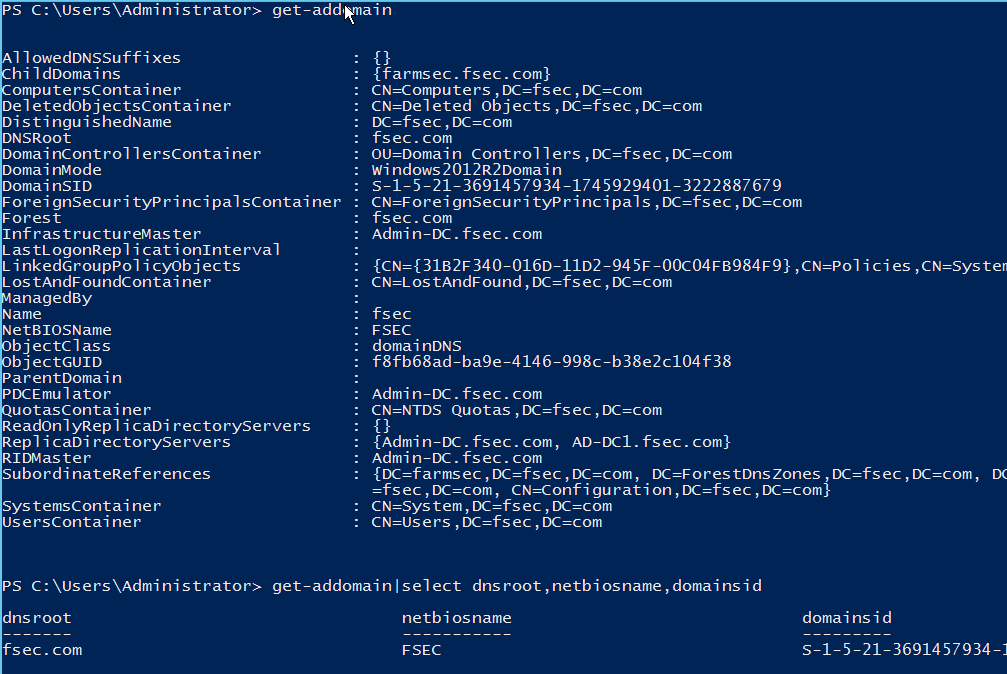 PS C:\Users\Administrator> get-addomain
AllowedDNSSuffixes : {}
ChildDomains : {farmsec.fsec.com}
ComputersContainer : CN=Computers,DC=fsec,DC=com
DeletedObjectsContainer : CN=Deleted Objects,DC=fsec,DC=com
DistinguishedName : DC=fsec,DC=com
DNSRoot : fsec.com
DomainControllersContainer : OU=Domain Controllers,DC=fsec,DC=com
DomainMode : Windows2012R2Domain
DomainSID : S-1-5-21-3691457934-1745929401-3222887679
ForeignSecurityPrincipalsContainer : CN=ForeignSecurityPrincipals,DC=fsec,DC=com
Forest : fsec.com
InfrastructureMaster : Admin-DC.fsec.com
LastLogonReplicationInterval :
LinkedGroupPolicyObjects : {CN={31B2F340-016D-11D2-945F-00C04FB984F9},CN=Policies,CN=System
LostAndFoundContainer : CN=LostAndFound,DC=fsec,DC=com
ManagedBy :
Name : fsec
NetBIOSName : FSEC
ObjectClass : domainDNS
ObjectGUID : f8fb68ad-ba9e-4146-998c-b38e2c104f38
ParentDomain :
PDCEmulator : Admin-DC.fsec.com
QuotasContainer : CN=NTDS Quotas,DC=fsec,DC=com
ReadOnlyReplicaDirectoryServers : {}
ReplicaDirectoryServers : {Admin-DC.fsec.com, AD-DC1.fsec.com}
RIDMaster : Admin-DC.fsec.com
SubordinateReferences : {DC=farmsec,DC=fsec,DC=com, DC=ForestDnsZones,DC=fsec,DC=com, DC
=fsec,DC=com, CN=Configuration,DC=fsec,DC=com}
SystemsContainer : CN=System,DC=fsec,DC=com
UsersContainer : CN=Users,DC=fsec,DC=com
PS C:\Users\Administrator> get-addomain|select dnsroot,netbiosname,domainsid
dnsroot netbiosname domainsid
------- ----------- ---------
fsec.com FSEC S-1-5-21-3691457934-1